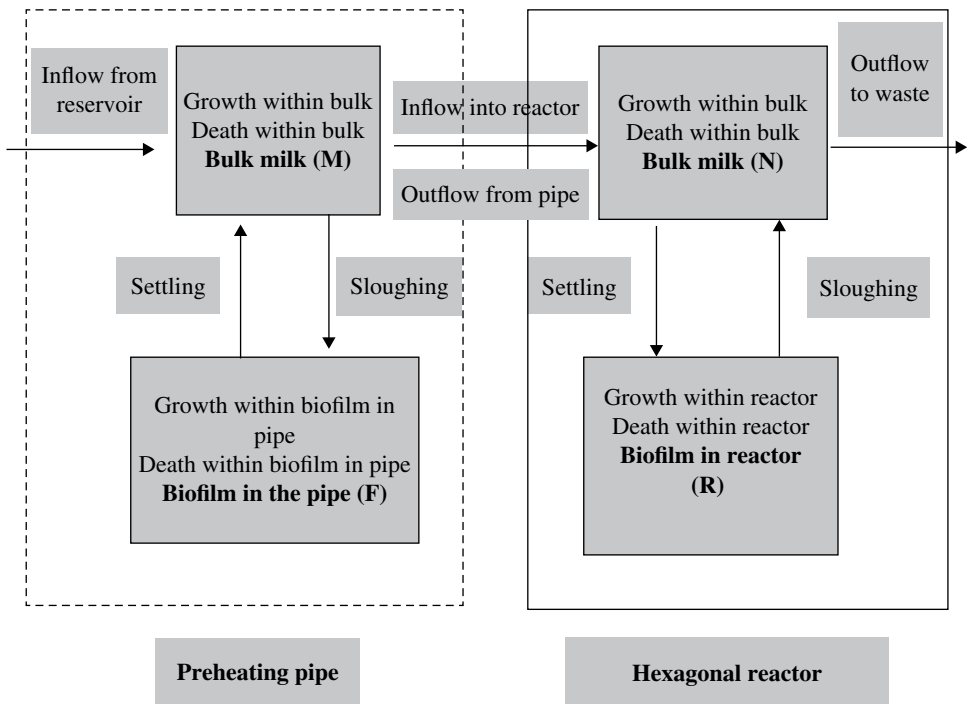 Inflow from
reservoir
Growth within bulk
Death within bulk
Bulk milk (M)
Inflow into reactor
Outflow from pipe
Growth within bulk
Death within bulk
Bulk milk (N)
Outflow
to waste
Settling
Sloughing
Settling
Sloughing
Growth within biofilm in
pipe
Death within biofilm in pipe
Biofilm in the pipe (F)
Growth within reactor
Death within reactor
Biofilm in reactor
(R)
Preheating pipe
Hexagonal reactor